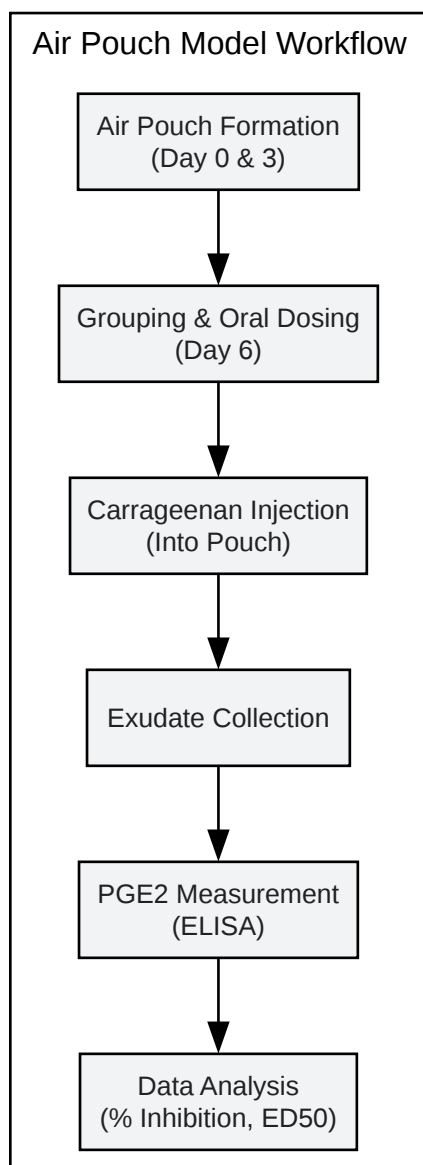 Air Pouch Model Workflow
Air Pouch Formation
(Day 0 & 3)
Grouping & Oral Dosing
(Day 6)
Carrageenan Injection
(Into Pouch)
Exudate Collection
PGE2 Measurement
(ELISA)
Data Analysis
(% Inhibition, ED50)